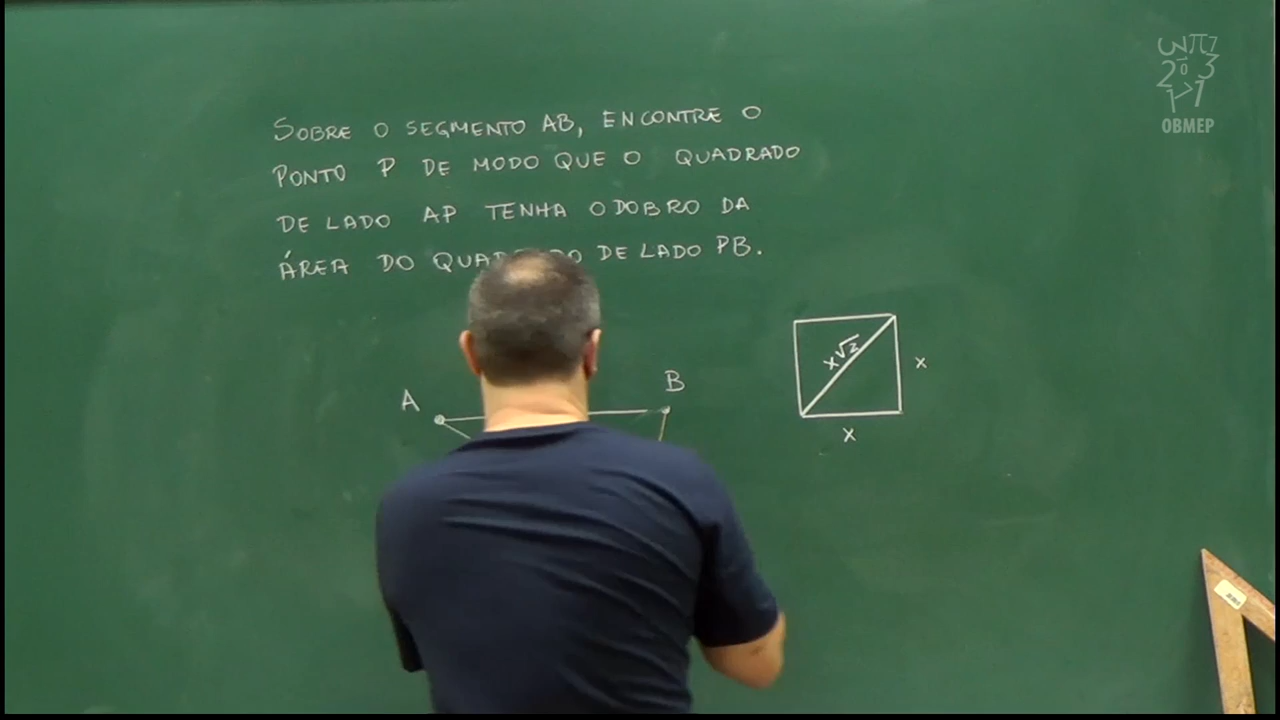 SOBRE O SEGMENTO AB, ENCONTRE O
PONTO P DE MODO QUE O QUADRADO
DE LADO AP TENHA O DOBRO DA
ÁREA DO DE LADO PB.
A
B
x√2
x
x
OBMEP